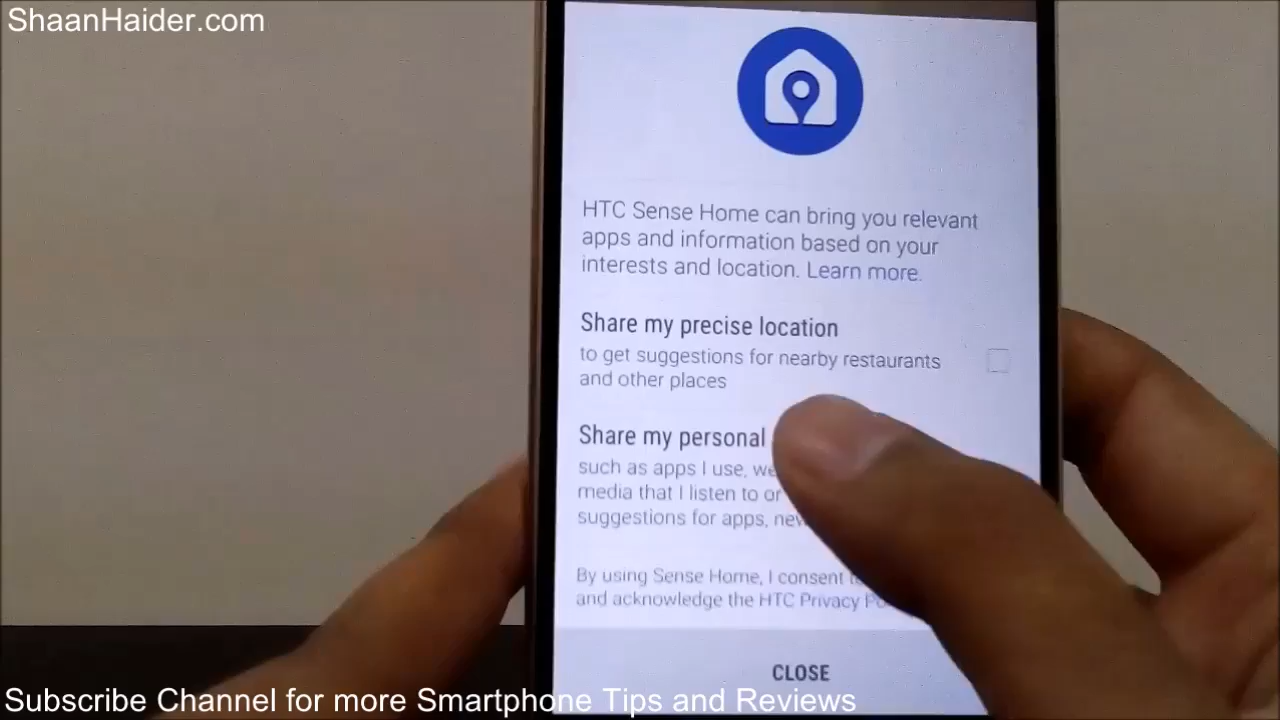 ShaanHaider.com
HTC Sense Home can bring you relevant
apps and information based on your
interests and location. Learn more.
Share my precise location
to get suggestions for nearby restaurants
and other places
Share my personal
such as apps I use,
media that I listen to or
suggestions for apps,
By using Sense Home, I consent
and acknowledge the HTC Privacy
CLOSE
Subscribe Channel for more Smartphone Tips and Reviews